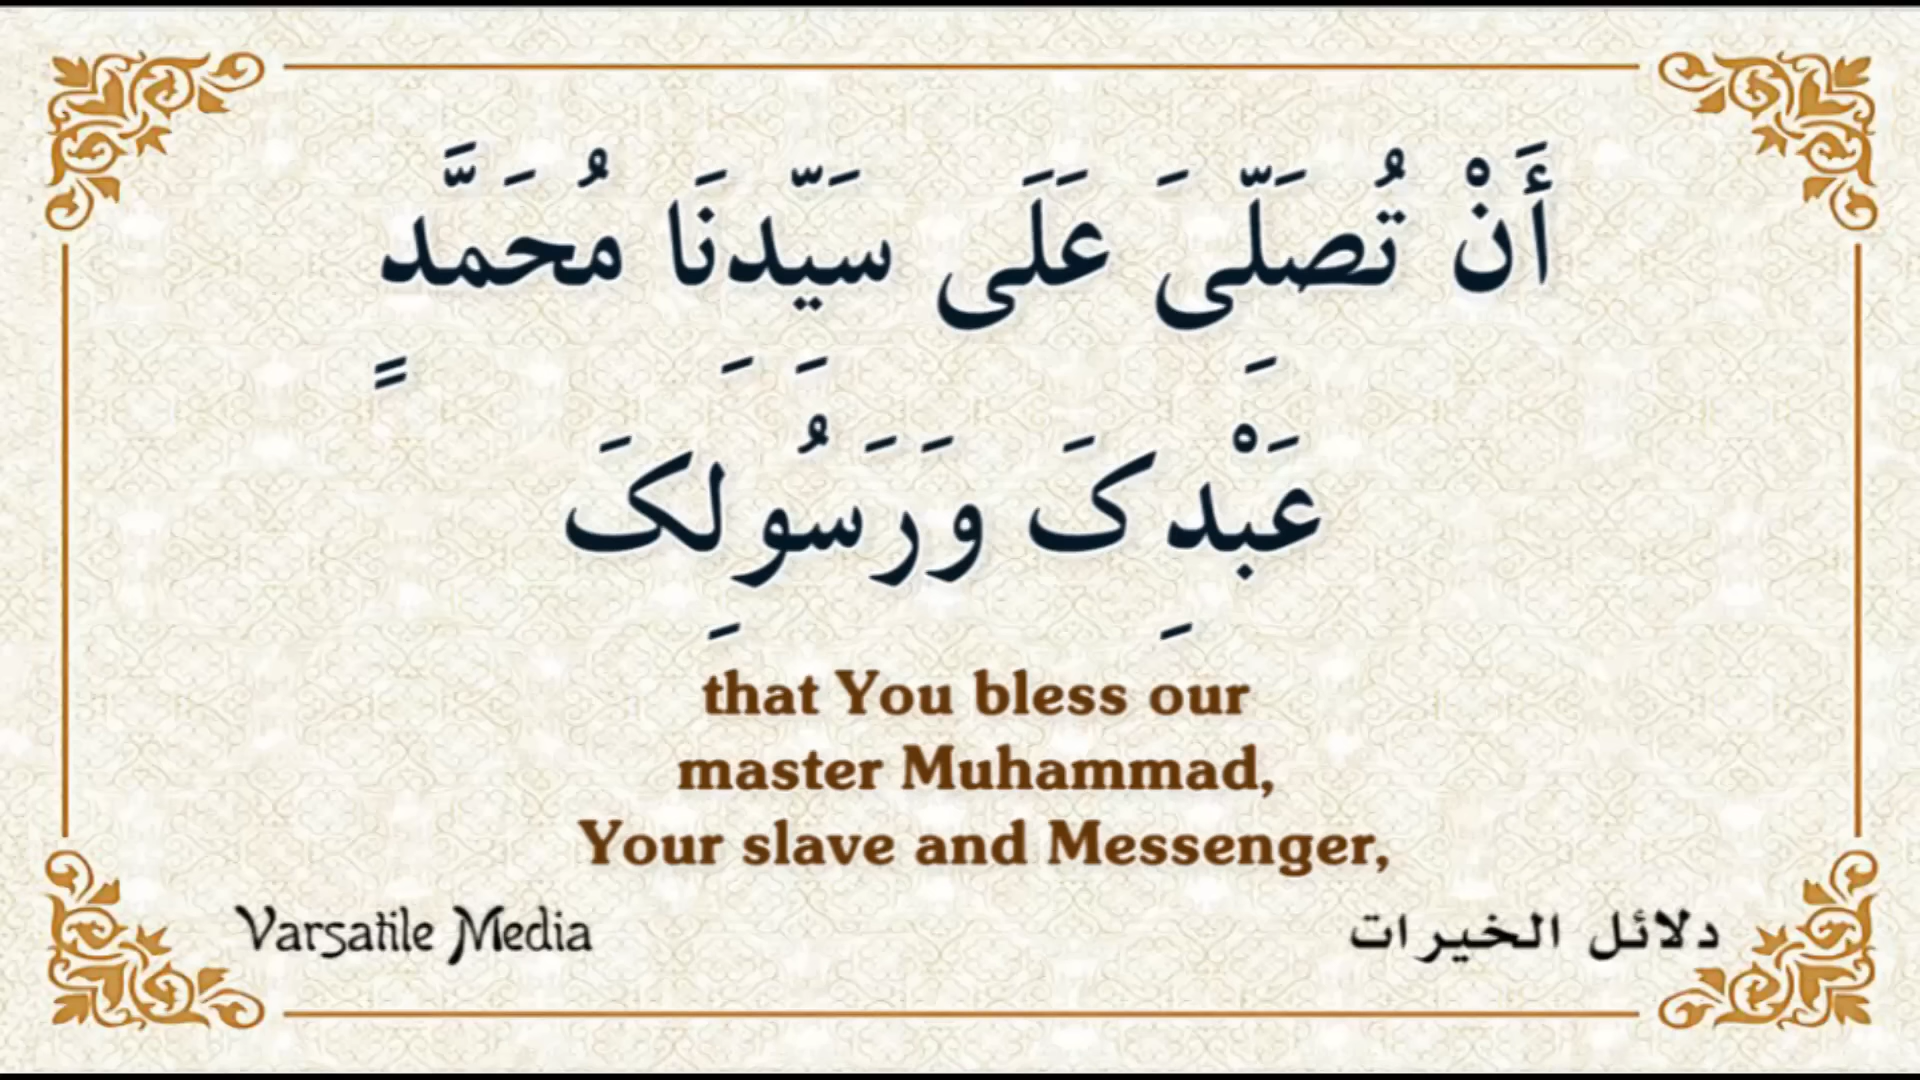 أَنْ تُصَلِّیَ عَلَی سَیِّدِنَا مُحَمَّدٍ
عَبْدِکَ وَرَسُولِکَ
that You bless our
master Muhammad,
Your slave and Messenger,
Varsatile Media
دلائل الخيرات